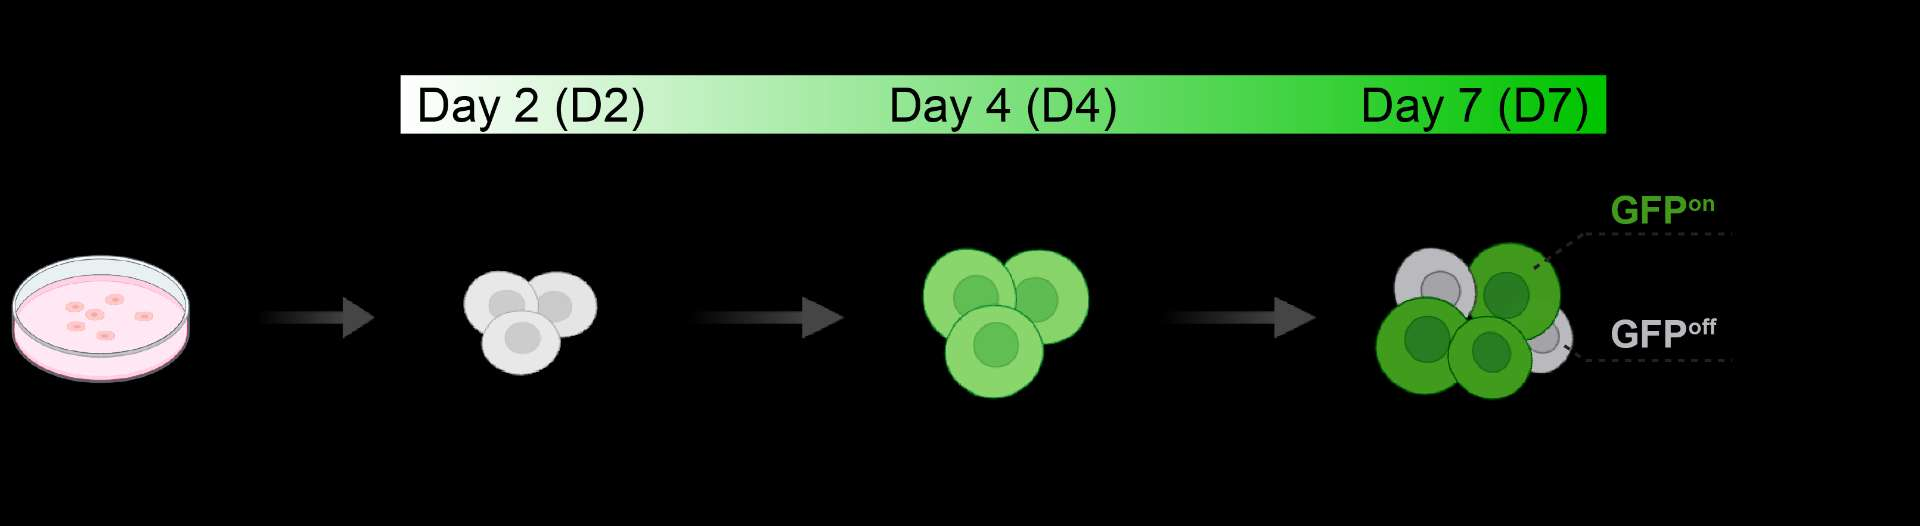 Day 2 (D2) Day 4 (D4) Day 7 (D7)
GFPon
GFPoff